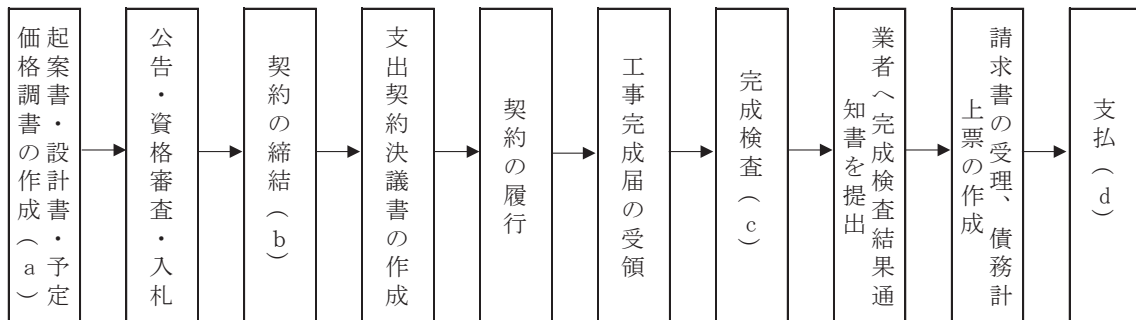 起案書・設計書・予定
価格調書の作成(a)
公告・資格審査・入札
契約の締結(b)
支出契約決議書の作成
契約の履行
工事完成届の受領
完成検査(c)
業者へ完成検査結果通
知書を提出
請求書の受理、債務計
上票の作成
支払(d)